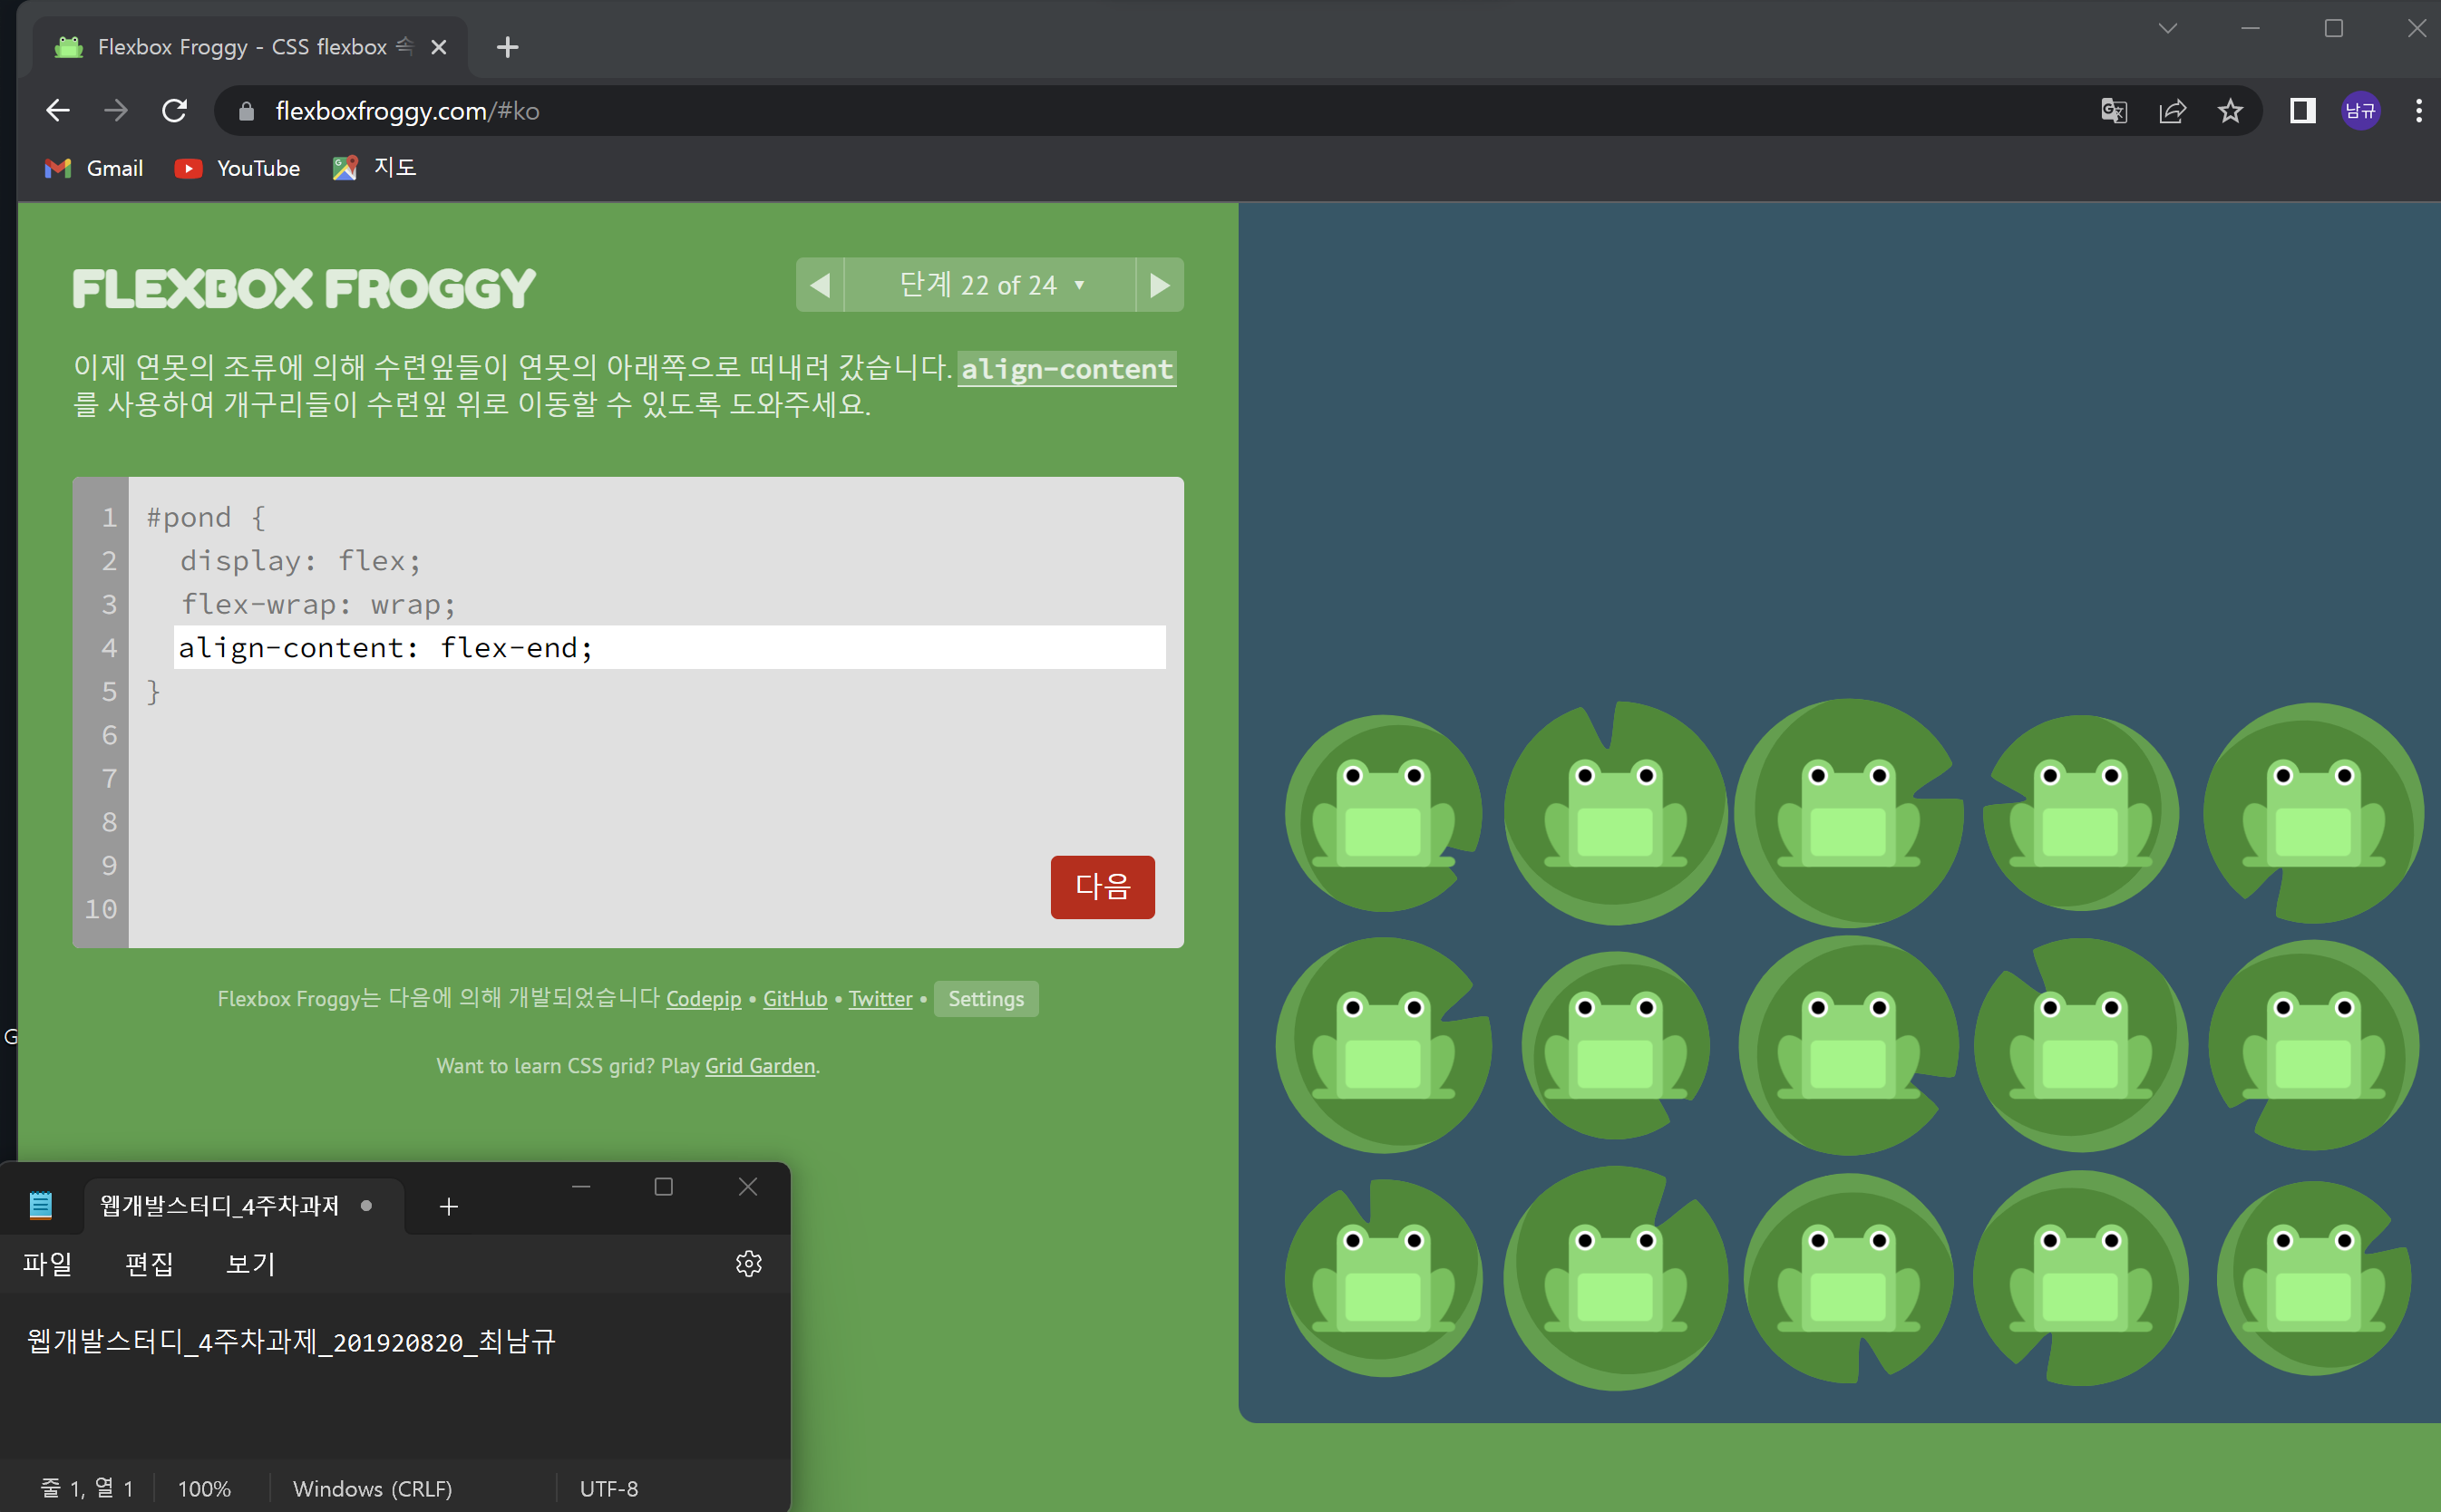 Flexbox Froggy - CSS flexbox 속
flexboxfroggy.com/#ko
남규
Gmail
YouTube
지도
FLEXBOX FROGGY
단계 22 of 24 ▼
이제 연못의 조류에 의해 수련잎들이 연못의 아래쪽으로 떠내려 갔습니다. align-content
를 사용하여 개구리들이 수련잎 위로 이동할 수 있도록 도와주세요.
1 #pond {
2 display: flex;
3 flex-wrap: wrap;
4 align-content: flex-end;
5 }
6
7
8
9
10
다음
Flexbox Froggy는 다음에 의해 개발되었습니다 Codepip • GitHub • Twitter • Settings
Want to learn CSS grid? Play Grid Garden.
G
웹개발스터디_4주차과제
파일 편집 보기
웹개발스터디_4주차과제_201920820_최남규
줄 1, 열 1
100%
Windows (CRLF)
UTF-8